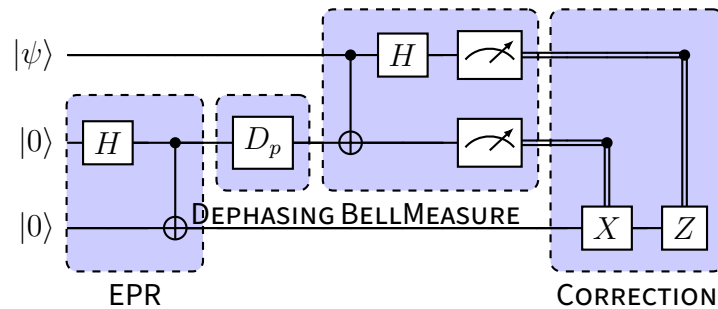 |ψ⟩
H
|0⟩
H
D_p
|0⟩
DEPHASING BELLMEASURE
X
Z
EPR
CORRECTION